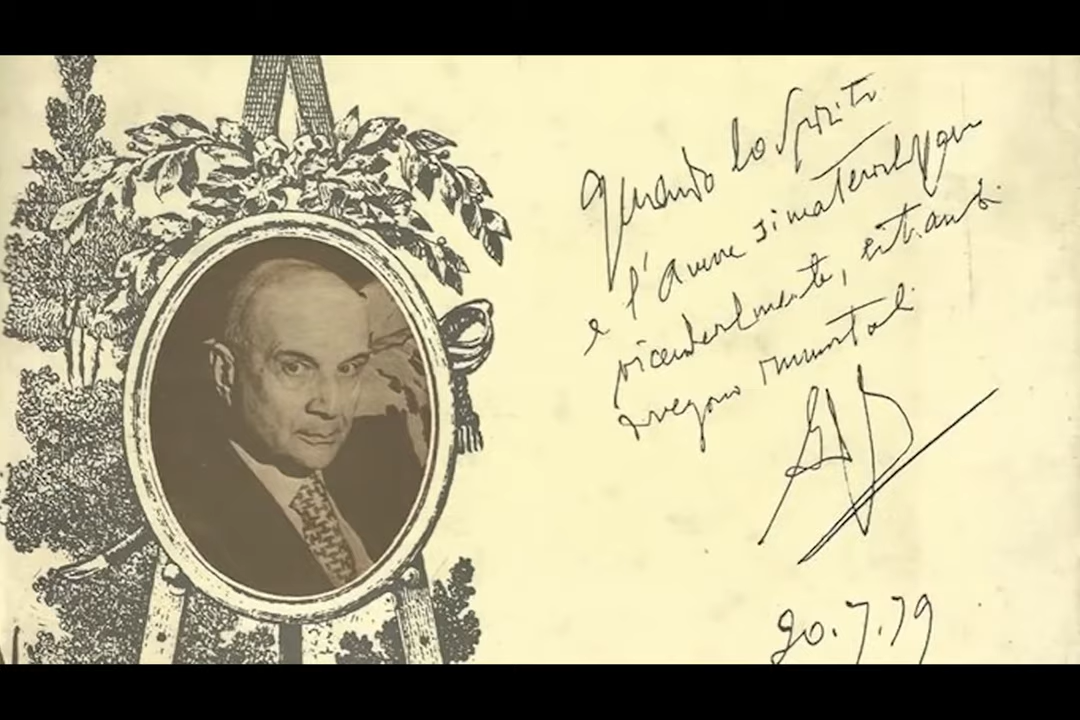 Quando lo Spirito
e l'Amore si materializzano
vicendevolmente, entrambi
divengono immortali
20.7.79